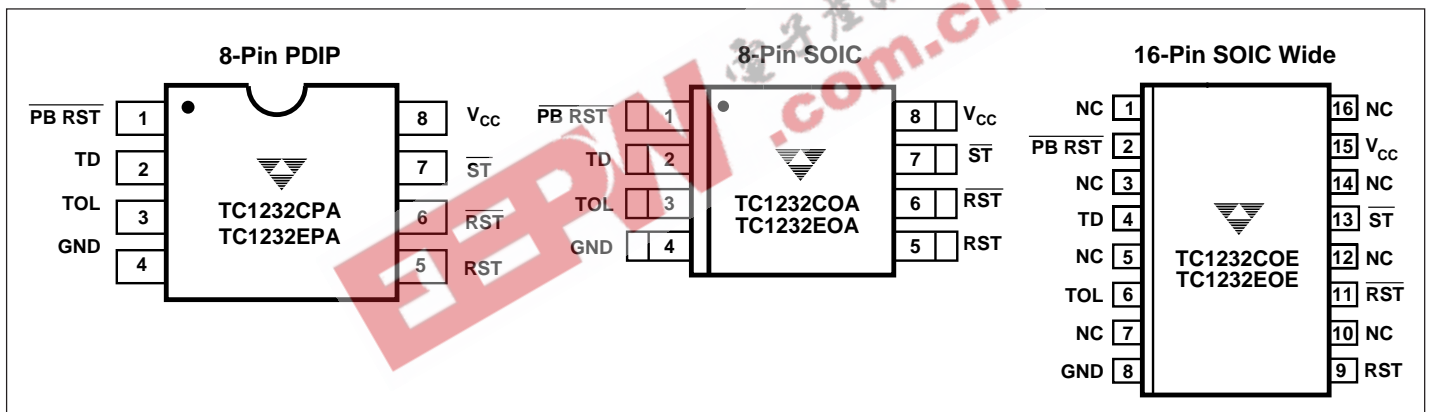 8-Pin PDIP
PB RST 1
TD 2
TOL 3
GND 4
8 VCC
7 ST
6 RST
5 RST
TC1232CPA
TC1232EPA
8-Pin SOIC
PB RST 1
TD 2
TOL 3
GND 4
8 VCC
7 ST
6 RST
5 RST
TC1232COA
TC1232EOA
16-Pin SOIC Wide
NC 1
PB RST 2
NC 3
TD 4
NC 5
TOL 6
NC 7
GND 8
16 NC
15 VCC
14 NC
13 ST
12 NC
11 RST
10 NC
9 RST
TC1232COE
TC1232EOE
EEPW
.com.cn
电子產